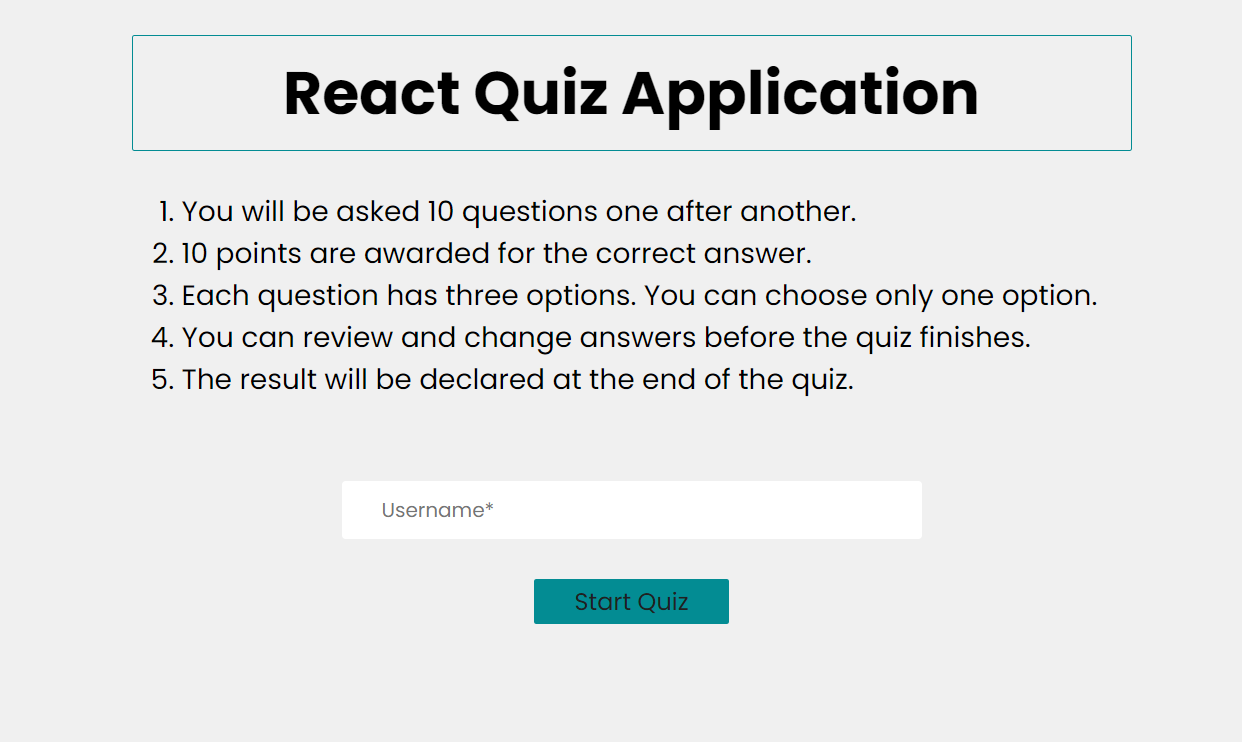 React Quiz Application
1. You will be asked 10 questions one after another.
2. 10 points are awarded for the correct answer.
3. Each question has three options. You can choose only one option.
4. You can review and change answers before the quiz finishes.
5. The result will be declared at the end of the quiz.
Username*
Start Quiz